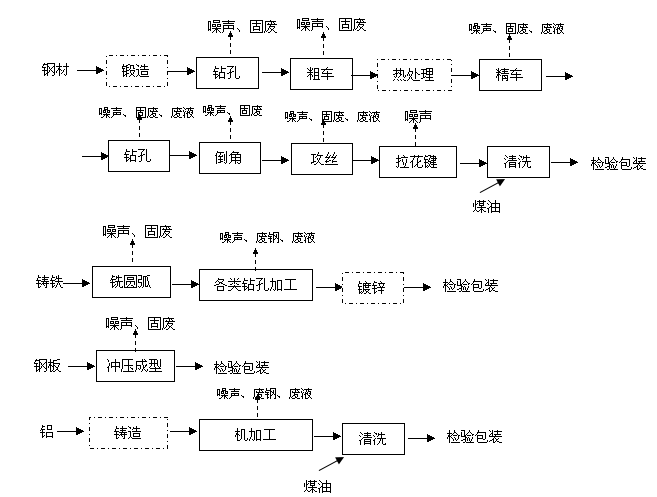 噪声、固废 噪声、固废 噪声、固废、废液
钢材 锻造 钻孔 粗车 热处理 精车
噪声、固废、废液 噪声、固废 噪声、固废、废液 噪声
钻孔 倒角 攻丝 拉花键 清洗 检验包装
煤油
噪声、固废 噪声、废钢、废液
铸铁 铣圆弧 各类钻孔加工 镀锌 检验包装
噪声、固废
钢板 冲压成型 检验包装
噪声、废钢、废液
铝 铸造 机加工 清洗 检验包装
煤油